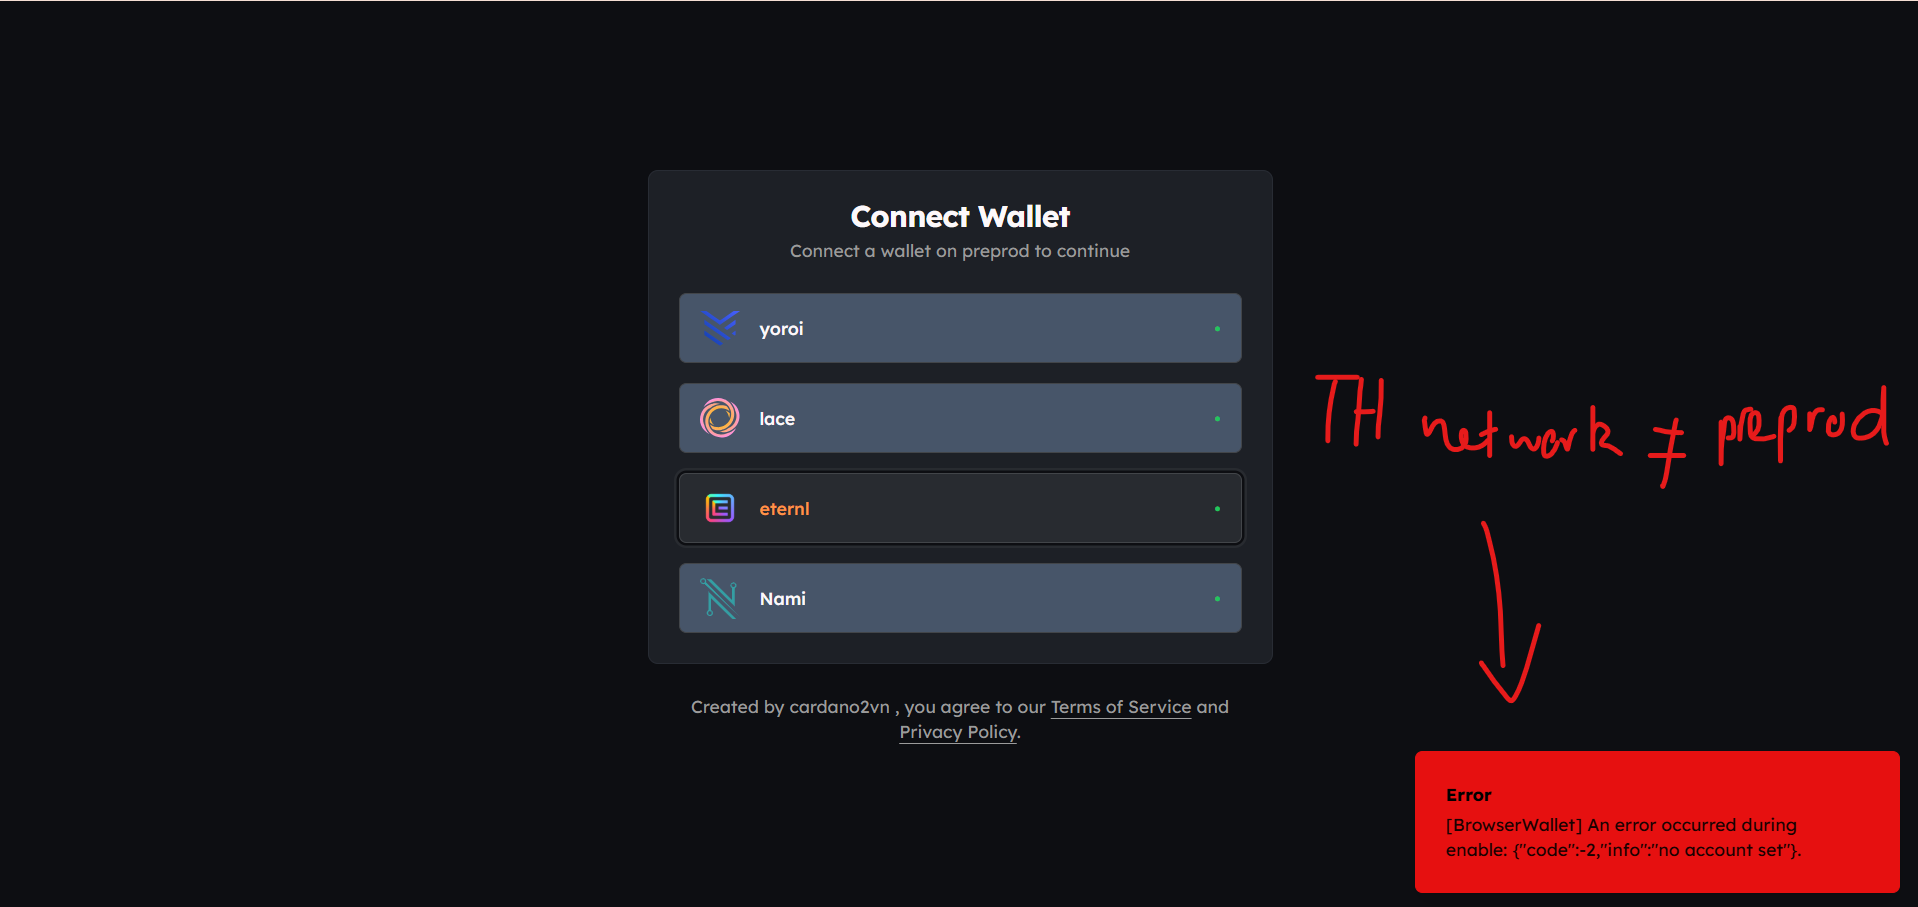 Connect Wallet
Connect a wallet on preprod to continue
yoroi
lace
eternl
Nami
Created by cardano2vn , you agree to our Terms of Service and
Privacy Policy.
TH network ≠ preprod
Error
[BrowserWallet] An error occurred during
enable: {"code":-2,"info":"no account set"}.